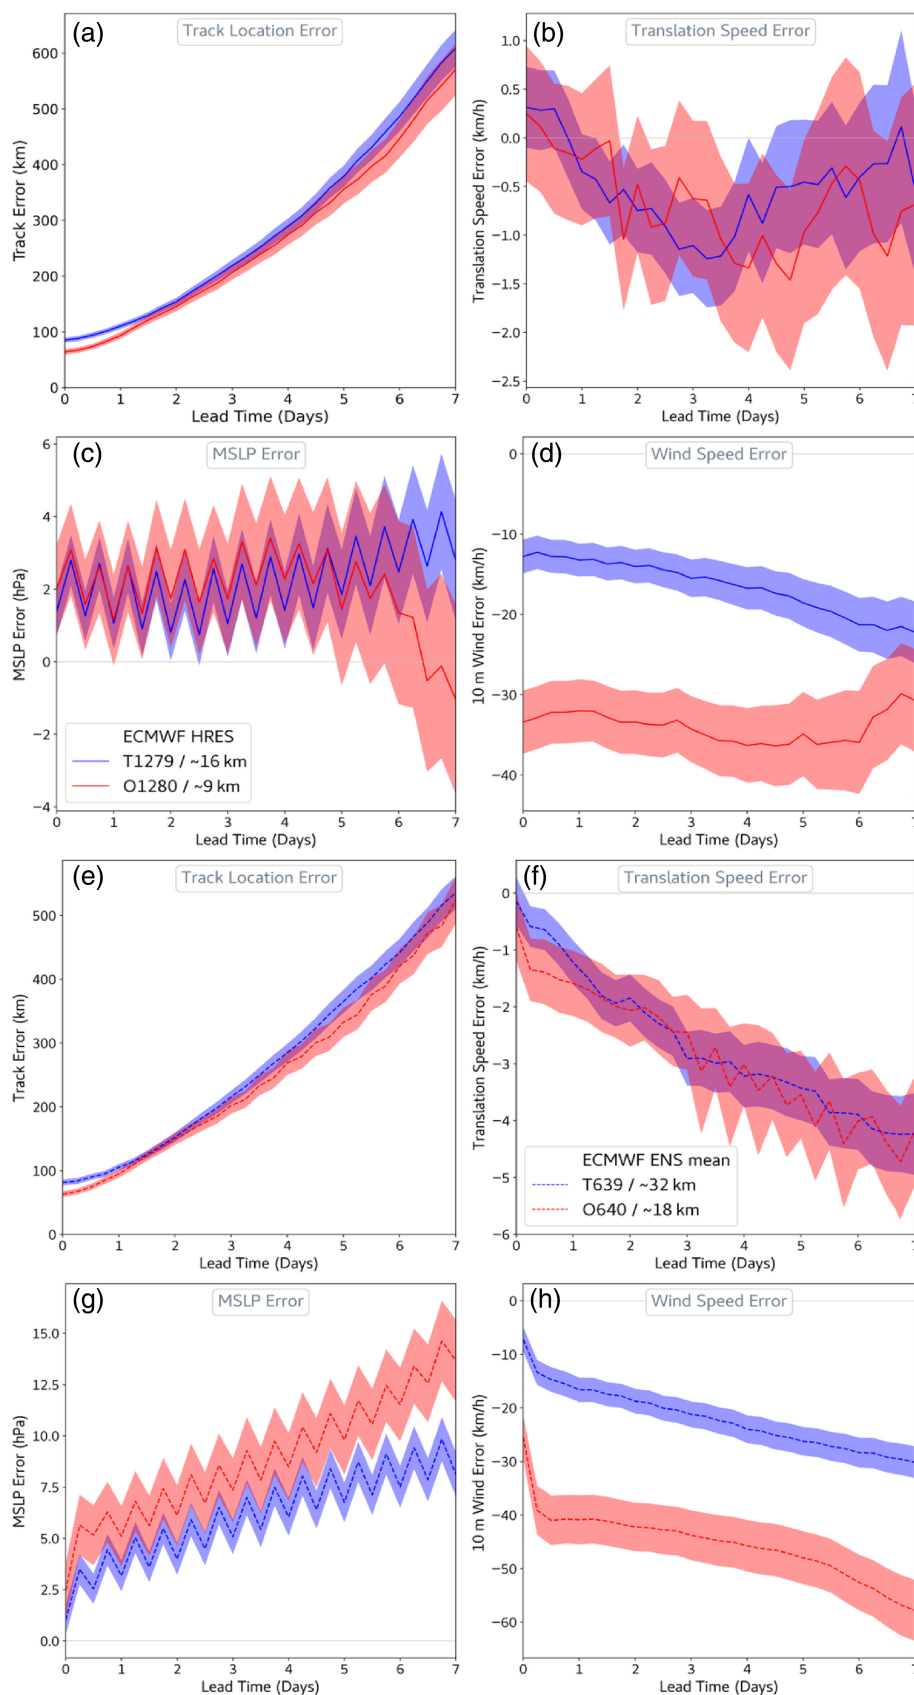 (a) Track Location Error
Track Error (km)
600
500
400
300
200
100
0
0 1 2 3 4 5 6 7
Lead Time (Days)
(b) Translation Speed Error
Translation Speed Error (km/h)
1.0
0.5
0.0
−0.5
−1.0
−1.5
−2.0
−2.5
0 1 2 3 4 5 6 7
Lead Time (Days)
(c) MSLP Error
MSLP Error (hPa)
6
4
2
0
−2
−4
ECMWF HRES
T1279 / ~16 km
O1280 / ~9 km
0 1 2 3 4 5 6 7
Lead Time (Days)
(d) Wind Speed Error
10 m Wind Error (km/h)
0
−10
−20
−30
−40
0 1 2 3 4 5 6 7
Lead Time (Days)
(e) Track Location Error
Track Error (km)
500
400
300
200
100
0
0 1 2 3 4 5 6 7
Lead Time (Days)
(f) Translation Speed Error
Translation Speed Error (km/h)
0
−1
−2
−3
−4
−5
−6
ECMWF ENS mean
T639 / ~32 km
O640 / ~18 km
0 1 2 3 4 5 6 7
Lead Time (Days)
(g) MSLP Error
MSLP Error (hPa)
15.0
12.5
10.0
7.5
5.0
2.5
0.0
0 1 2 3 4 5 6 7
Lead Time (Days)
(h) Wind Speed Error
10 m Wind Error (km/h)
0
−10
−20
−30
−40
−50
−60
0 1 2 3 4 5 6 7
Lead Time (Days)